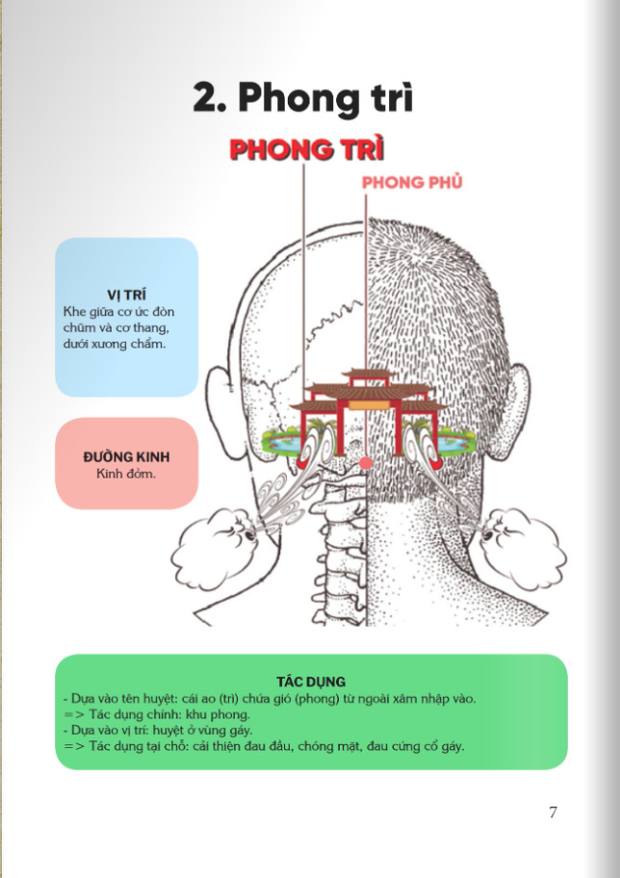 2. Phong trì
PHONG TRÌ
PHONG PHỦ
VỊ TRÍ
Khe giữa cơ ức đòn
chũm và cơ thang,
dưới xương chẩm.
ĐƯỜNG KINH
Kinh đởm.
TÁC DỤNG
- Dựa vào tên huyệt: cái ao (trì) chứa gió (phong) từ ngoài xâm nhập vào.
=> Tác dụng chính: khu phong.
- Dựa vào vị trí: huyệt ở vùng gáy.
=> Tác dụng tại chỗ: cải thiện đau đầu, chóng mặt, đau cứng cổ gáy.
7